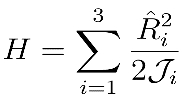 $$H = \sum_{i=1}^{3} \frac{\hat{R}_i^2}{2\mathcal{J}_i}$$